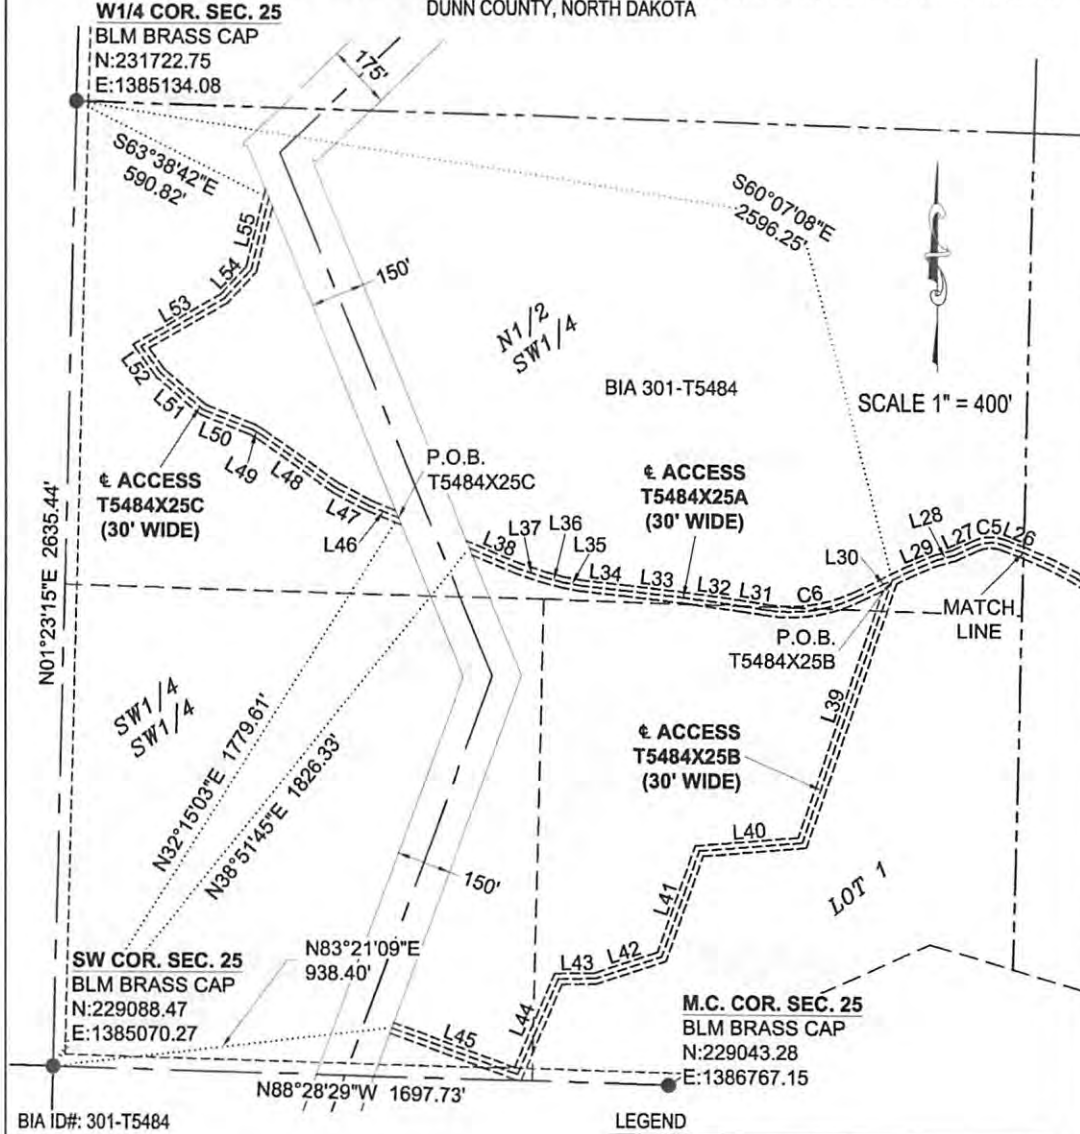 DUNN COUNTY, NORTH DAKOTA
W1/4 COR. SEC. 25
BLM BRASS CAP
N:231722.75
E:1385134.08
175'
S63°38'42"E
590.82'
S60°07'08"E
2596.25'
L55
L54
L53
L52
L51
L50
L49
L48
L47
L46
150'
N1/2
SW1/4
BIA 301-T5484
SCALE 1" = 400'
℄ ACCESS
T5484X25C
(30' WIDE)
P.O.B.
T5484X25C
℄ ACCESS
T5484X25A
(30' WIDE)
L38
L37
L36
L35
L34
L33
L32
L31
C6
L30
L29
L28
L27
C5
L26
MATCH
LINE
P.O.B.
T5484X25B
N01°23'15"E 2635.44'
SW1/4
SW1/4
N32°15'03"E 1779.61'
N38°51'45"E 1826.33'
℄ ACCESS
T5484X25B
(30' WIDE)
L39
L40
L41
L42
L43
L44
L45
LOT 1
150'
SW COR. SEC. 25
BLM BRASS CAP
N:229088.47
E:1385070.27
N83°21'09"E
938.40'
M.C. COR. SEC. 25
BLM BRASS CAP
N:229043.28
E:1386767.15
N88°28'29"W 1697.73'
BIA ID#: 301-T5484
LEGEND